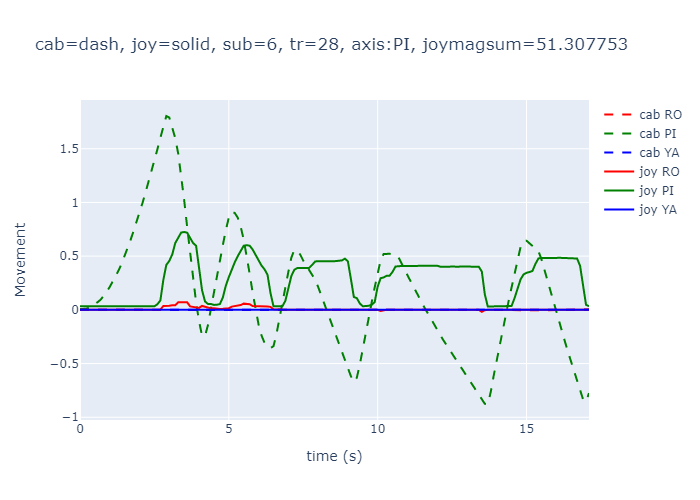 cab=dash, joy=solid, sub=6, tr=28, axis:PI, joymagsum=51.307753
Movement
1.5
1
0.5
0
−0.5
−1
0
5
10
15
time (s)
cab RO
cab PI
cab YA
joy RO
joy PI
joy YA